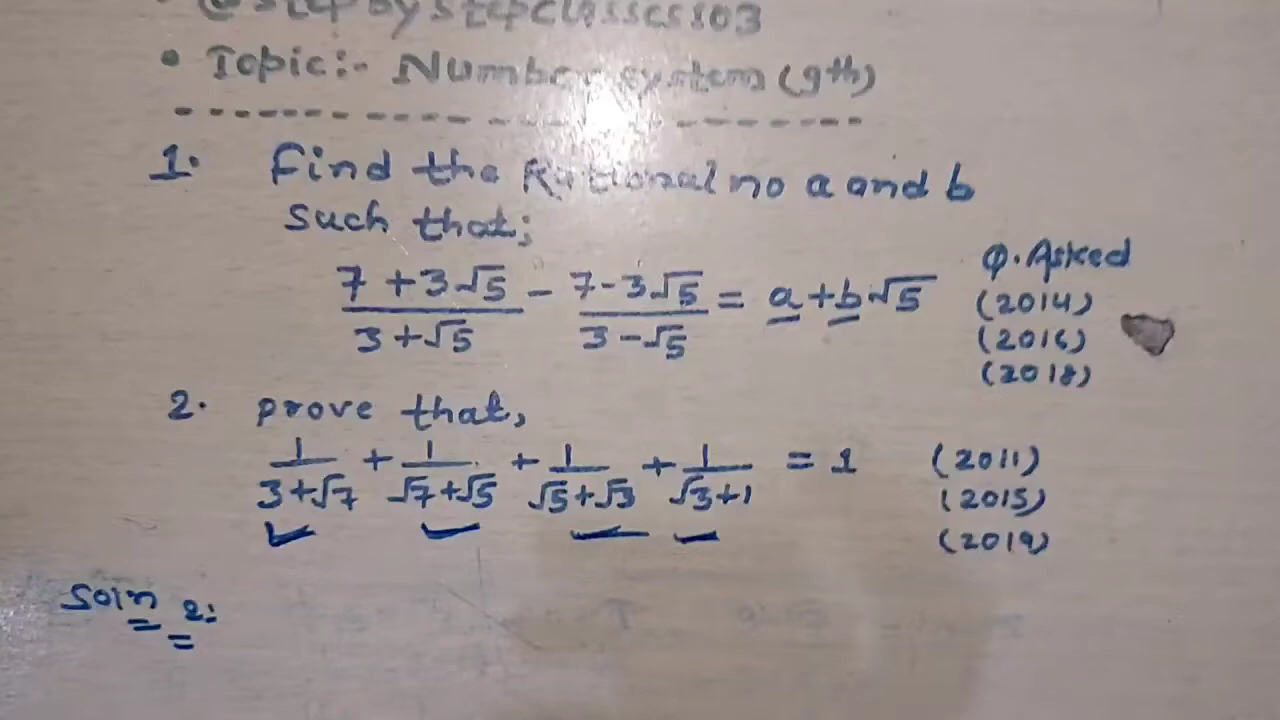 @stepbystepclasses803
• Topic:- Number system (9th)
1. Find the Rational no a and b
such that;
7+3√5/3+√5 - 7-3√5/3-√5 = a+b√5
Q.Asked
(2014)
(2016)
(2018)
2. prove that,
1/3+√7 + 1/√7+√5 + 1/√5+√3 + 1/√3+1 = 1
(2011)
(2015)
(2019)
Soln 2: